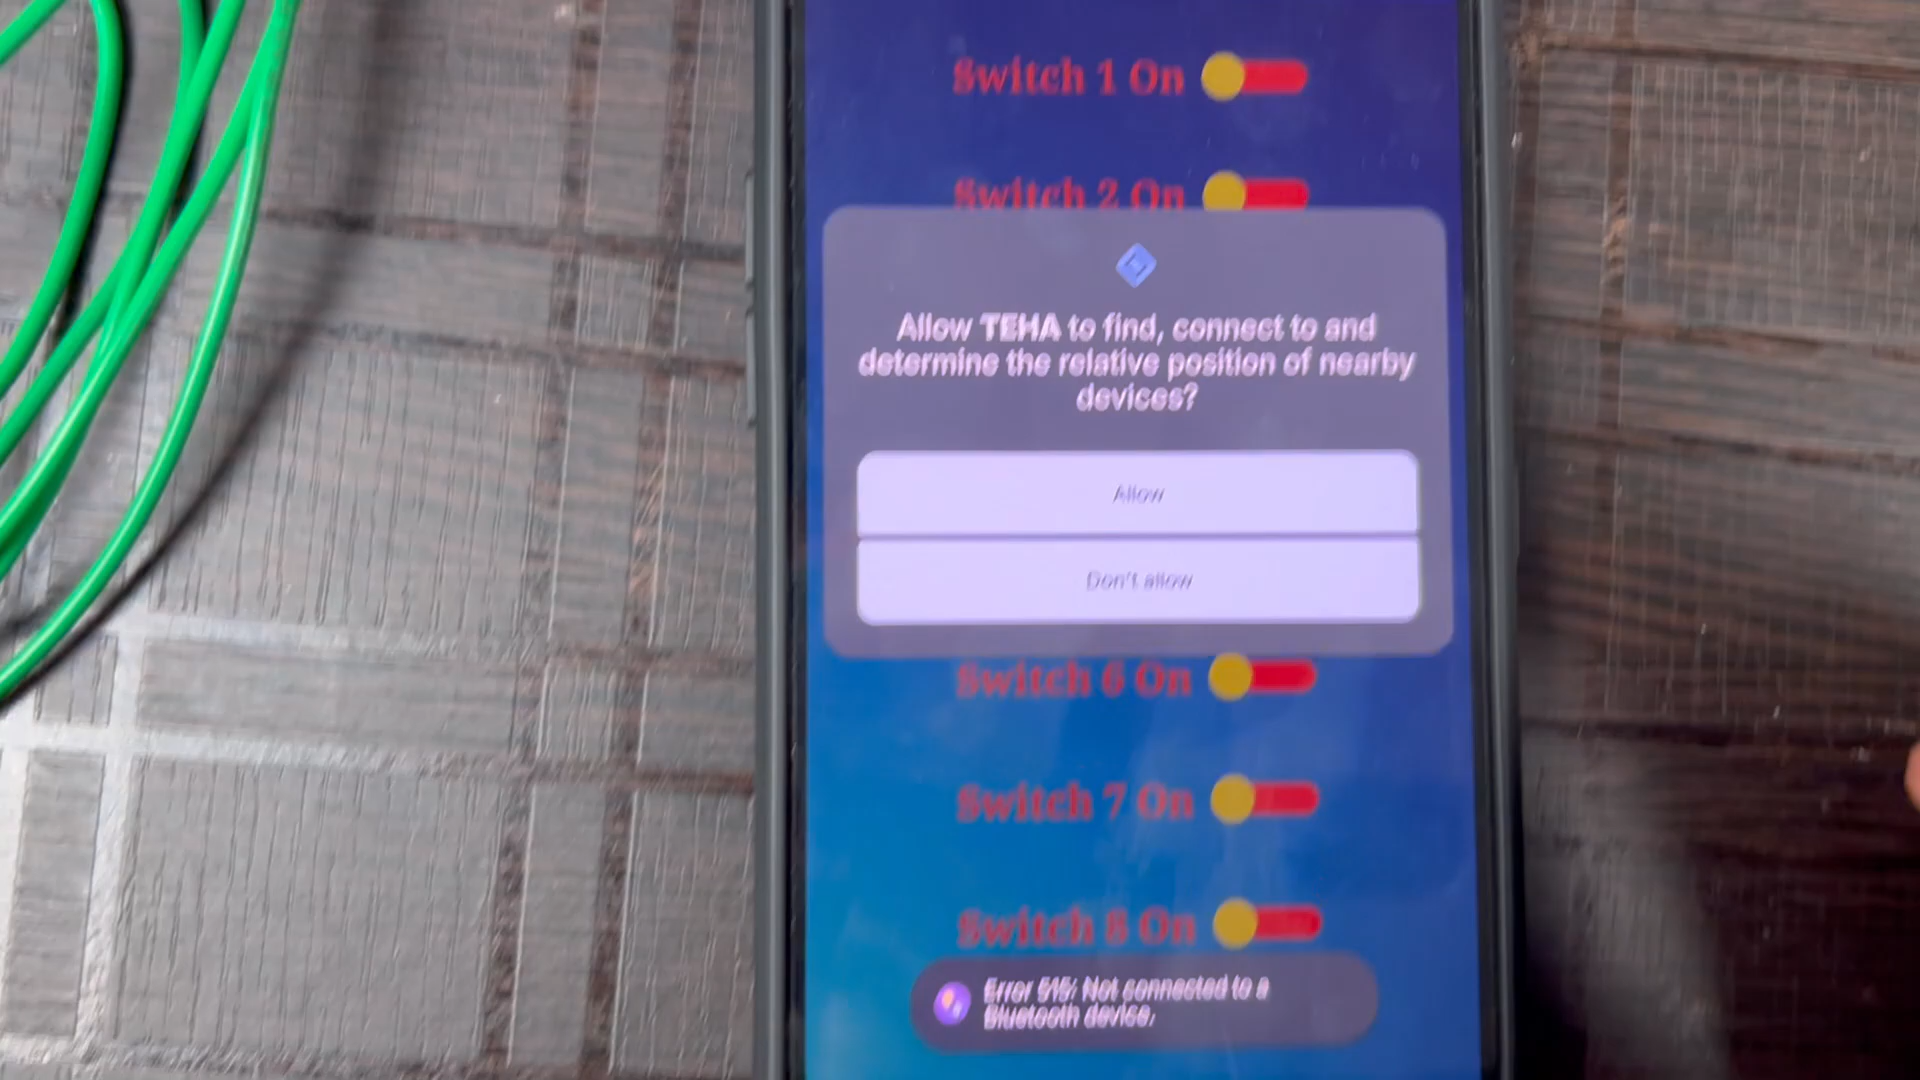 Switch 1 On
Switch 2 On
Allow TEHA to find, connect to and
determine the relative position of nearby
devices?
Allow
Don't allow
Switch 6 On
Switch 7 On
Switch 8 On
Error 515: Not connected to a
Bluetooth device.